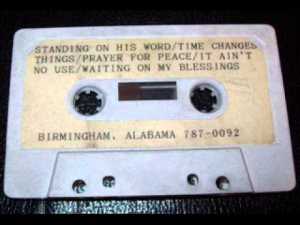 STANDING ON HIS WORD/TIME CHANGES
THINGS/PRAYER FOR PEACE/IT AIN'T
NO USE/WAITING ON MY BLESSINGS
BIRMINGHAM, ALABAMA 787-0092